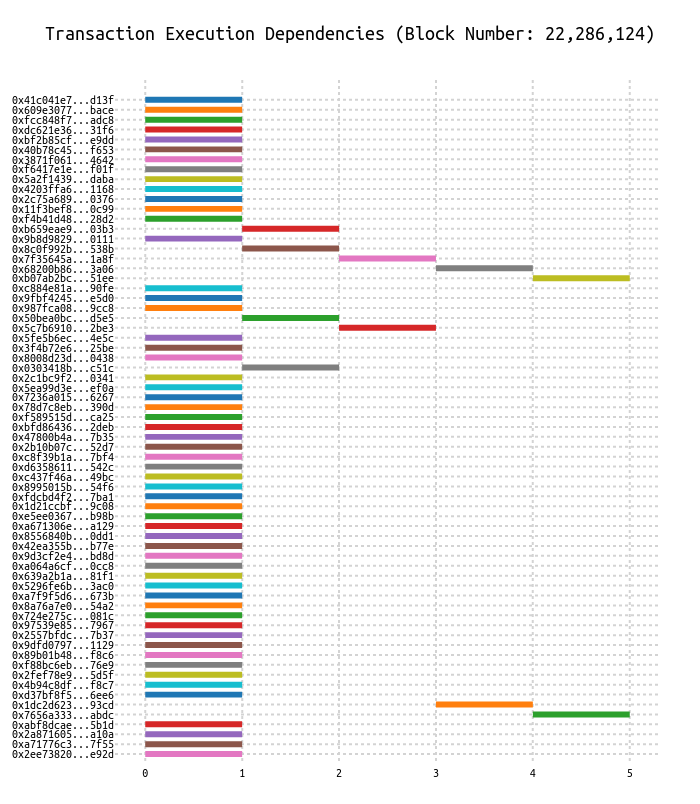 Transaction Execution Dependencies (Block Number: 22,286,124)
0x41c041e7...d13f
0x609e3077...bace
0xfcc848f7...adc8
0xdc621e36...31f6
0xbf2b85cf...e9dd
0x40b78c45...f653
0x3871f061...4642
0xf6417e1e...f01f
0x5a2f1439...daba
0x4203ffa6...1168
0x2c75a689...0376
0x11f3bef8...0c99
0xf4b41d48...28d2
0xb659eae9...03b3
0x9b8d9829...0111
0x8c0f992b...538b
0x7f35645a...1a8f
0x68200b86...3a06
0xb07ab2bc...51ee
0xc884e81a...90fe
0x9fbf4245...e5d0
0x987fca08...9cc8
0x50bea0bc...d5e5
0x5c7b6910...2be3
0x5fe5b6ec...4e5c
0x3f4b72e6...25be
0x8008d23d...0438
0x0303418b...c51c
0x2c1bc9f2...0341
0x5ea99d3e...ef0a
0x7236a015...6267
0x78d7c8eb...390d
0xf589515d...ca25
0xbfd86436...2deb
0x47800b4a...7b35
0x2b10b07c...52d7
0xc8f39b1a...7bf4
0xd6358611...542c
0xc437f46a...49bc
0x8995015b...54f6
0xfdcbd4f2...7ba1
0x1d21ccbf...9c08
0xe5ee0367...b98b
0xa671306e...a129
0x8556840b...0dd1
0x42ea355b...b77e
0x9d3cf2e4...bd8d
0xa064a6cf...0cc8
0x639a2b1a...81f1
0x5296fe6b...3ac0
0xa7f9f5d6...673b
0x8a76a7e0...54a2
0x724e275c...081c
0x97539e85...7967
0x2557bfdc...7b37
0x9dfd0797...1129
0x89b01b48...f8c6
0xf88bc6eb...76e9
0x2fef78e9...5d5f
0x4b94c8df...f8c7
0xd37bf8f5...6ee6
0x1dc2d623...93cd
0x7656a333...abdc
0xabf8dcae...5b1d
0x2a871605...a10a
0xa71776c3...7f55
0x2ee73820...e92d
0 1 2 3 4 5